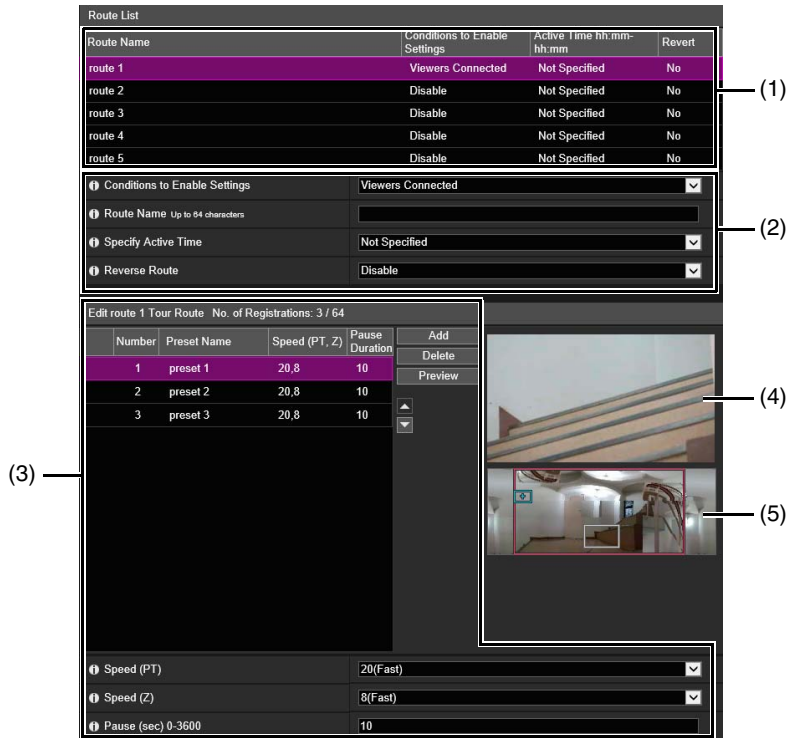 Route List
Route Name Conditions to Enable Settings Active Time hh:mm-hh:mm Revert
route 1 Viewers Connected Not Specified No
route 2 Disable Not Specified No
route 3 Disable Not Specified No
route 4 Disable Not Specified No
route 5 Disable Not Specified No
(1)
Conditions to Enable Settings Viewers Connected
Route Name Up to 64 characters
Specify Active Time Not Specified
Reverse Route Disable
(2)
Edit route 1 Tour Route No. of Registrations: 3 / 64
Number Preset Name Speed (PT, Z) Pause Duration
1 preset 1 20,8 10
2 preset 2 20,8 10
3 preset 3 20,8 10
Add
Delete
Preview
(3)
(4)
(5)
Speed (PT) 20(Fast)
Speed (Z) 8(Fast)
Pause (sec) 0-3600 10